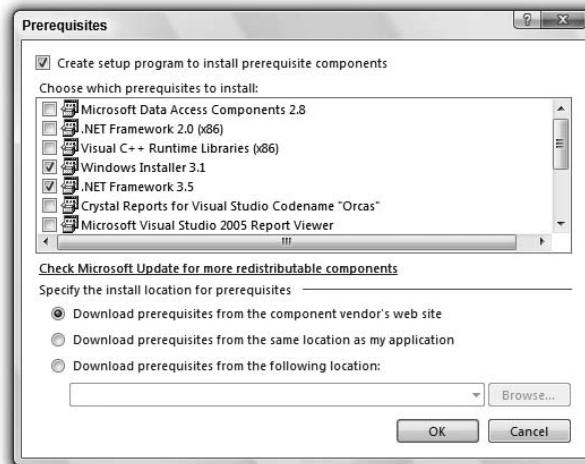 Prerequisites
Create setup program to install prerequisite components
Choose which prerequisites to install:
Microsoft Data Access Components 2.8
.NET Framework 2.0 (x86)
Visual C++ Runtime Libraries (x86)
Windows Installer 3.1
.NET Framework 3.5
Crystal Reports for Visual Studio Codename "Orcas"
Microsoft Visual Studio 2005 Report Viewer
Check Microsoft Update for more redistributable components
Specify the install location for prerequisites
Download prerequisites from the component vendor's web site
Download prerequisites from the same location as my application
Download prerequisites from the following location:
Browse...
OK Cancel